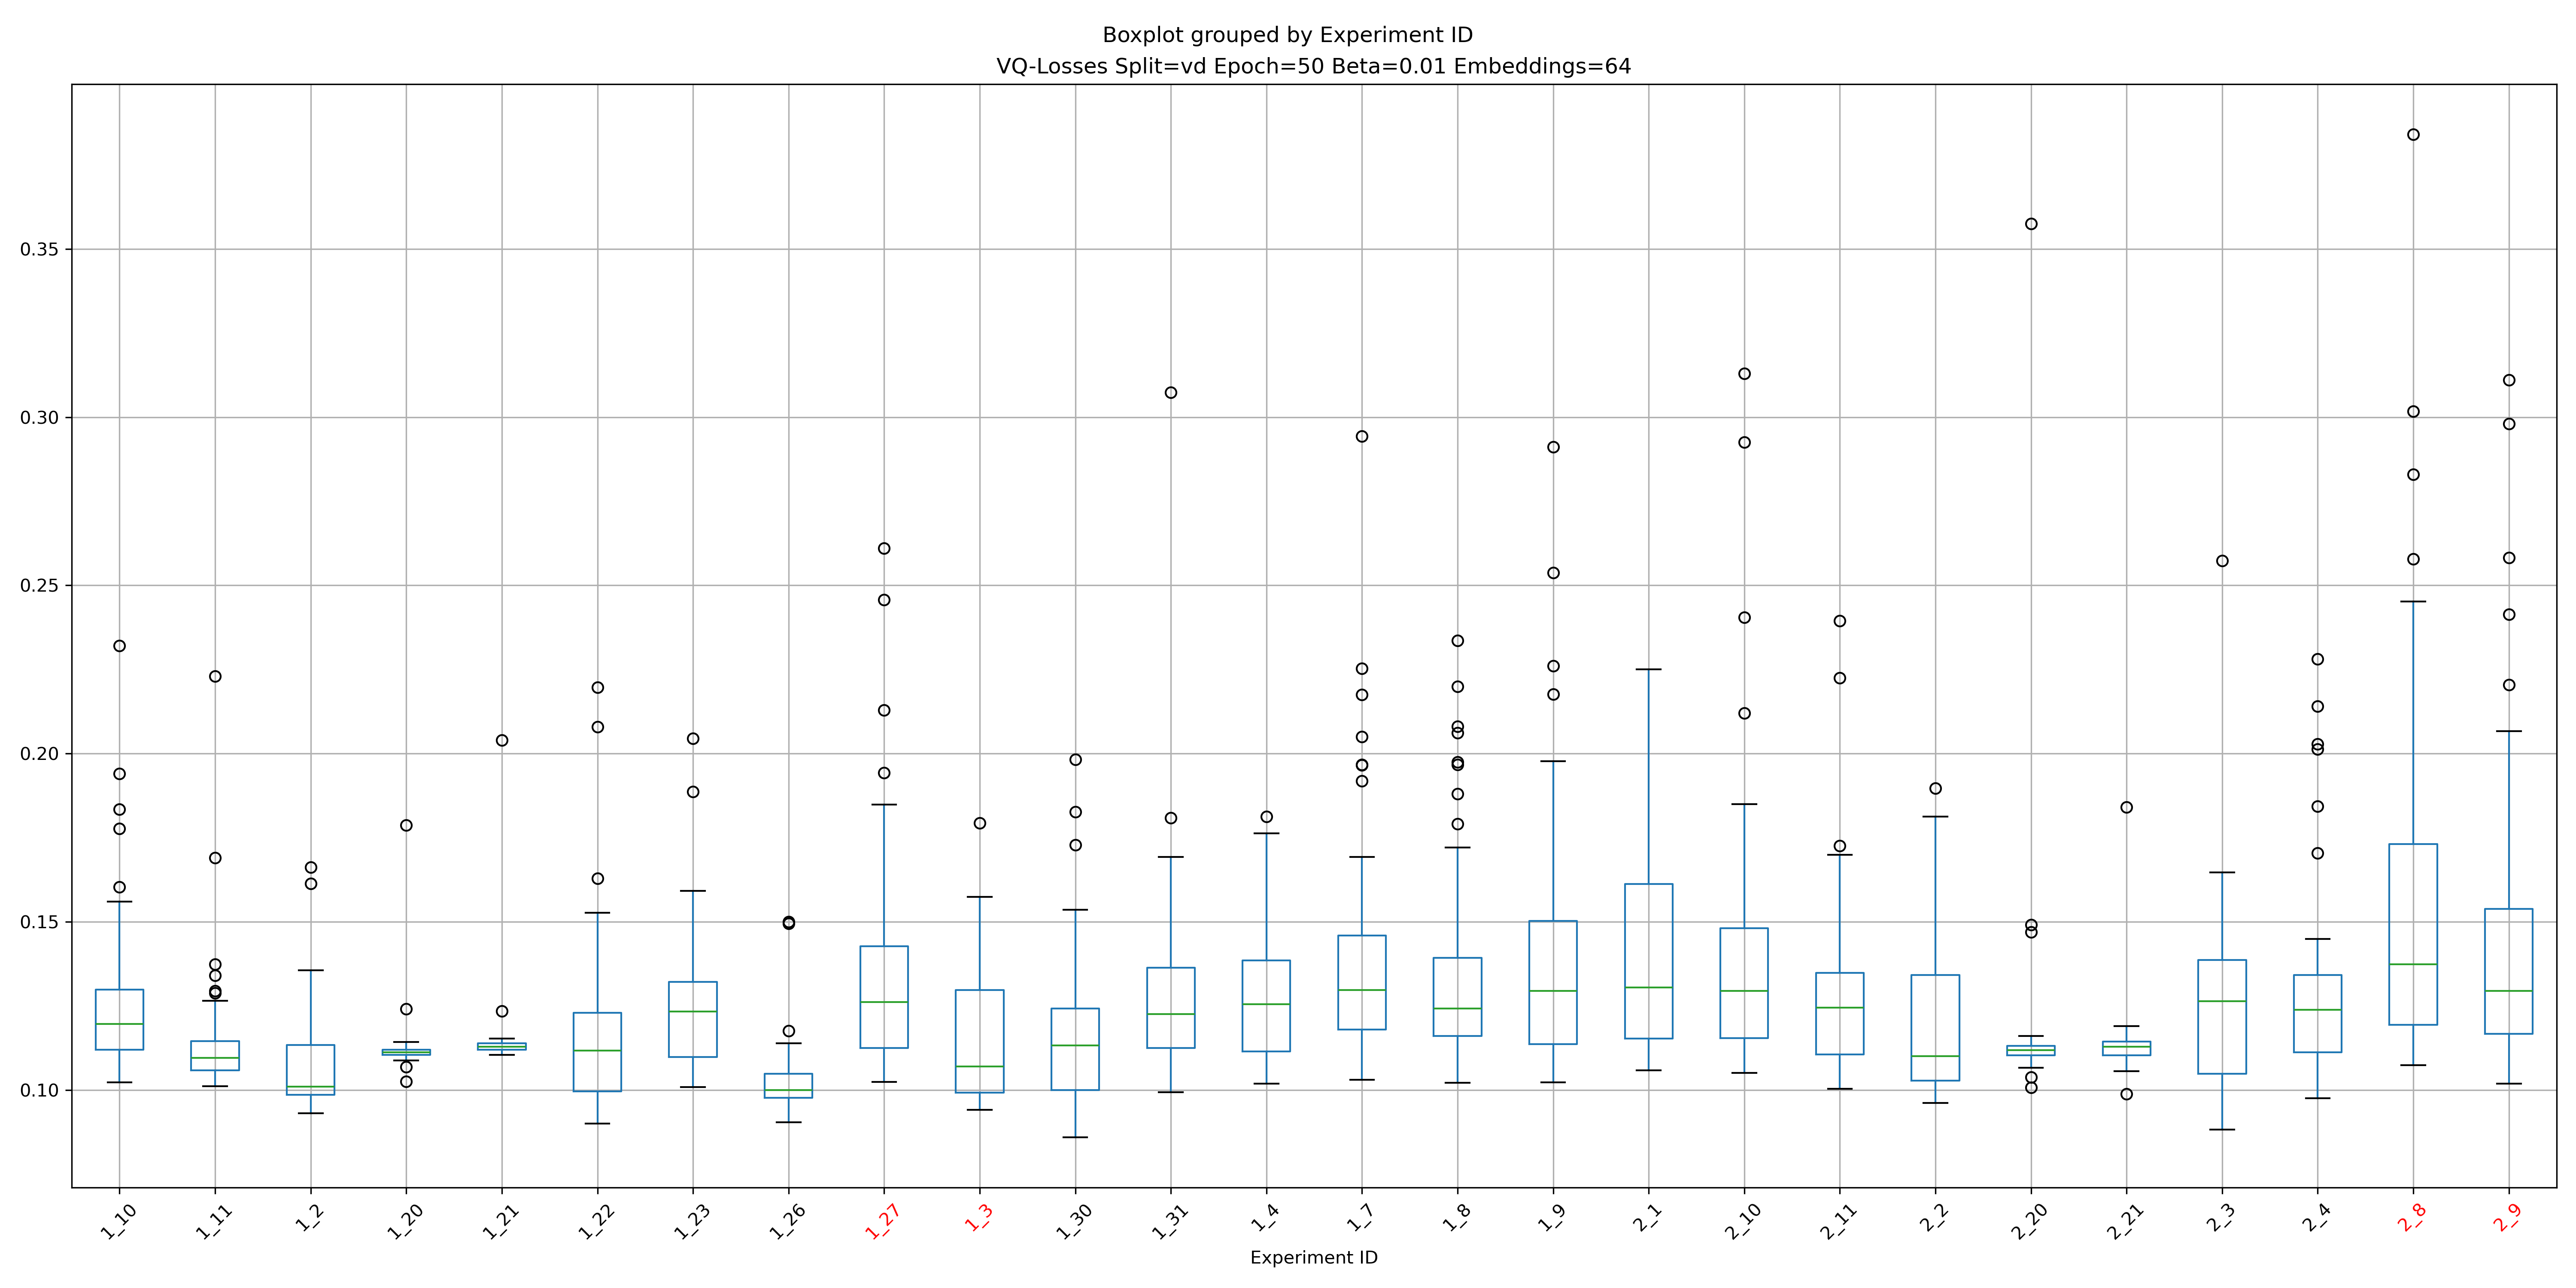 Boxplot grouped by Experiment ID
VQ-Losses Split=vd Epoch=50 Beta=0.01 Embeddings=64
0.35
0.30
0.25
0.20
0.15
0.10
1_10 1_11 1_2 1_20 1_21 1_22 1_23 1_26 1_27 1_3 1_30 1_31 1_4 1_7 1_8 1_9 2_1 2_10 2_11 2_2 2_20 2_21 2_3 2_4 2_8 2_9
Experiment ID